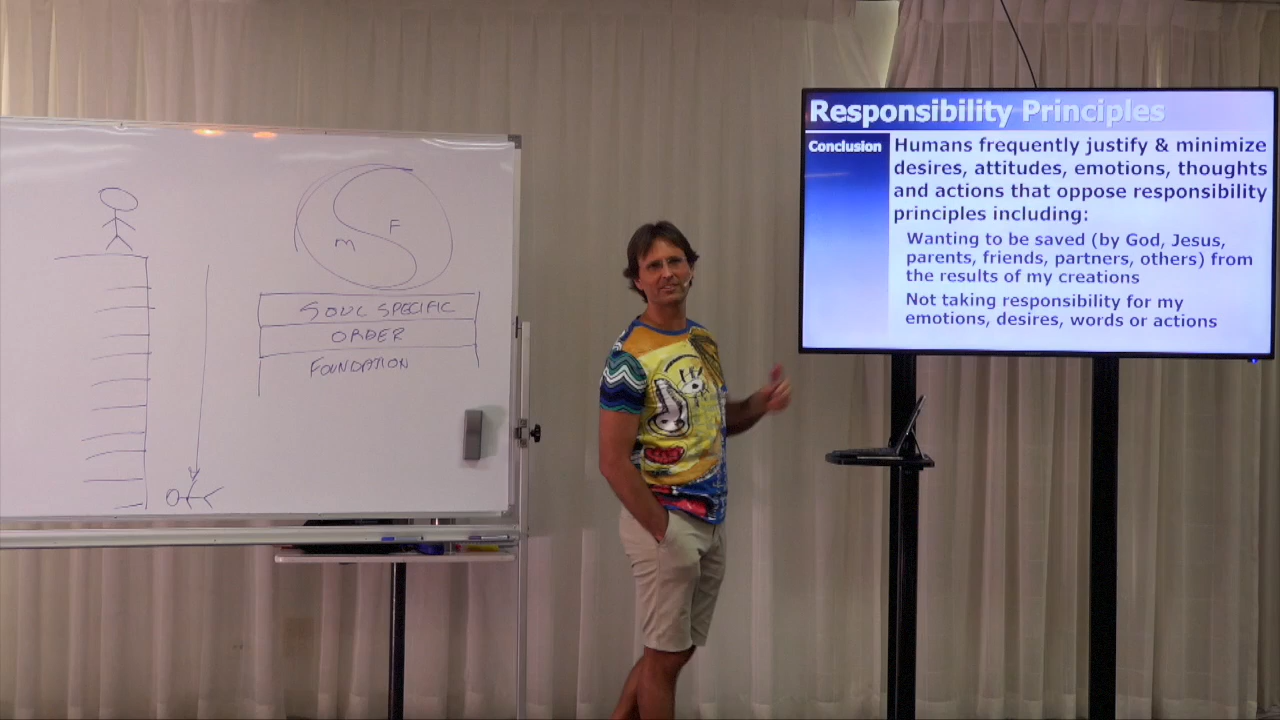 M
F
SOUL SPECIFIC
ORDER
FOUNDATION
Responsibility Principles
Conclusion
Humans frequently justify & minimize
desires, attitudes, emotions, thoughts
and actions that oppose responsibility
principles including:
Wanting to be saved (by God, Jesus,
parents, friends, partners, others) from
the results of my creations
Not taking responsibility for my
emotions, desires, words or actions